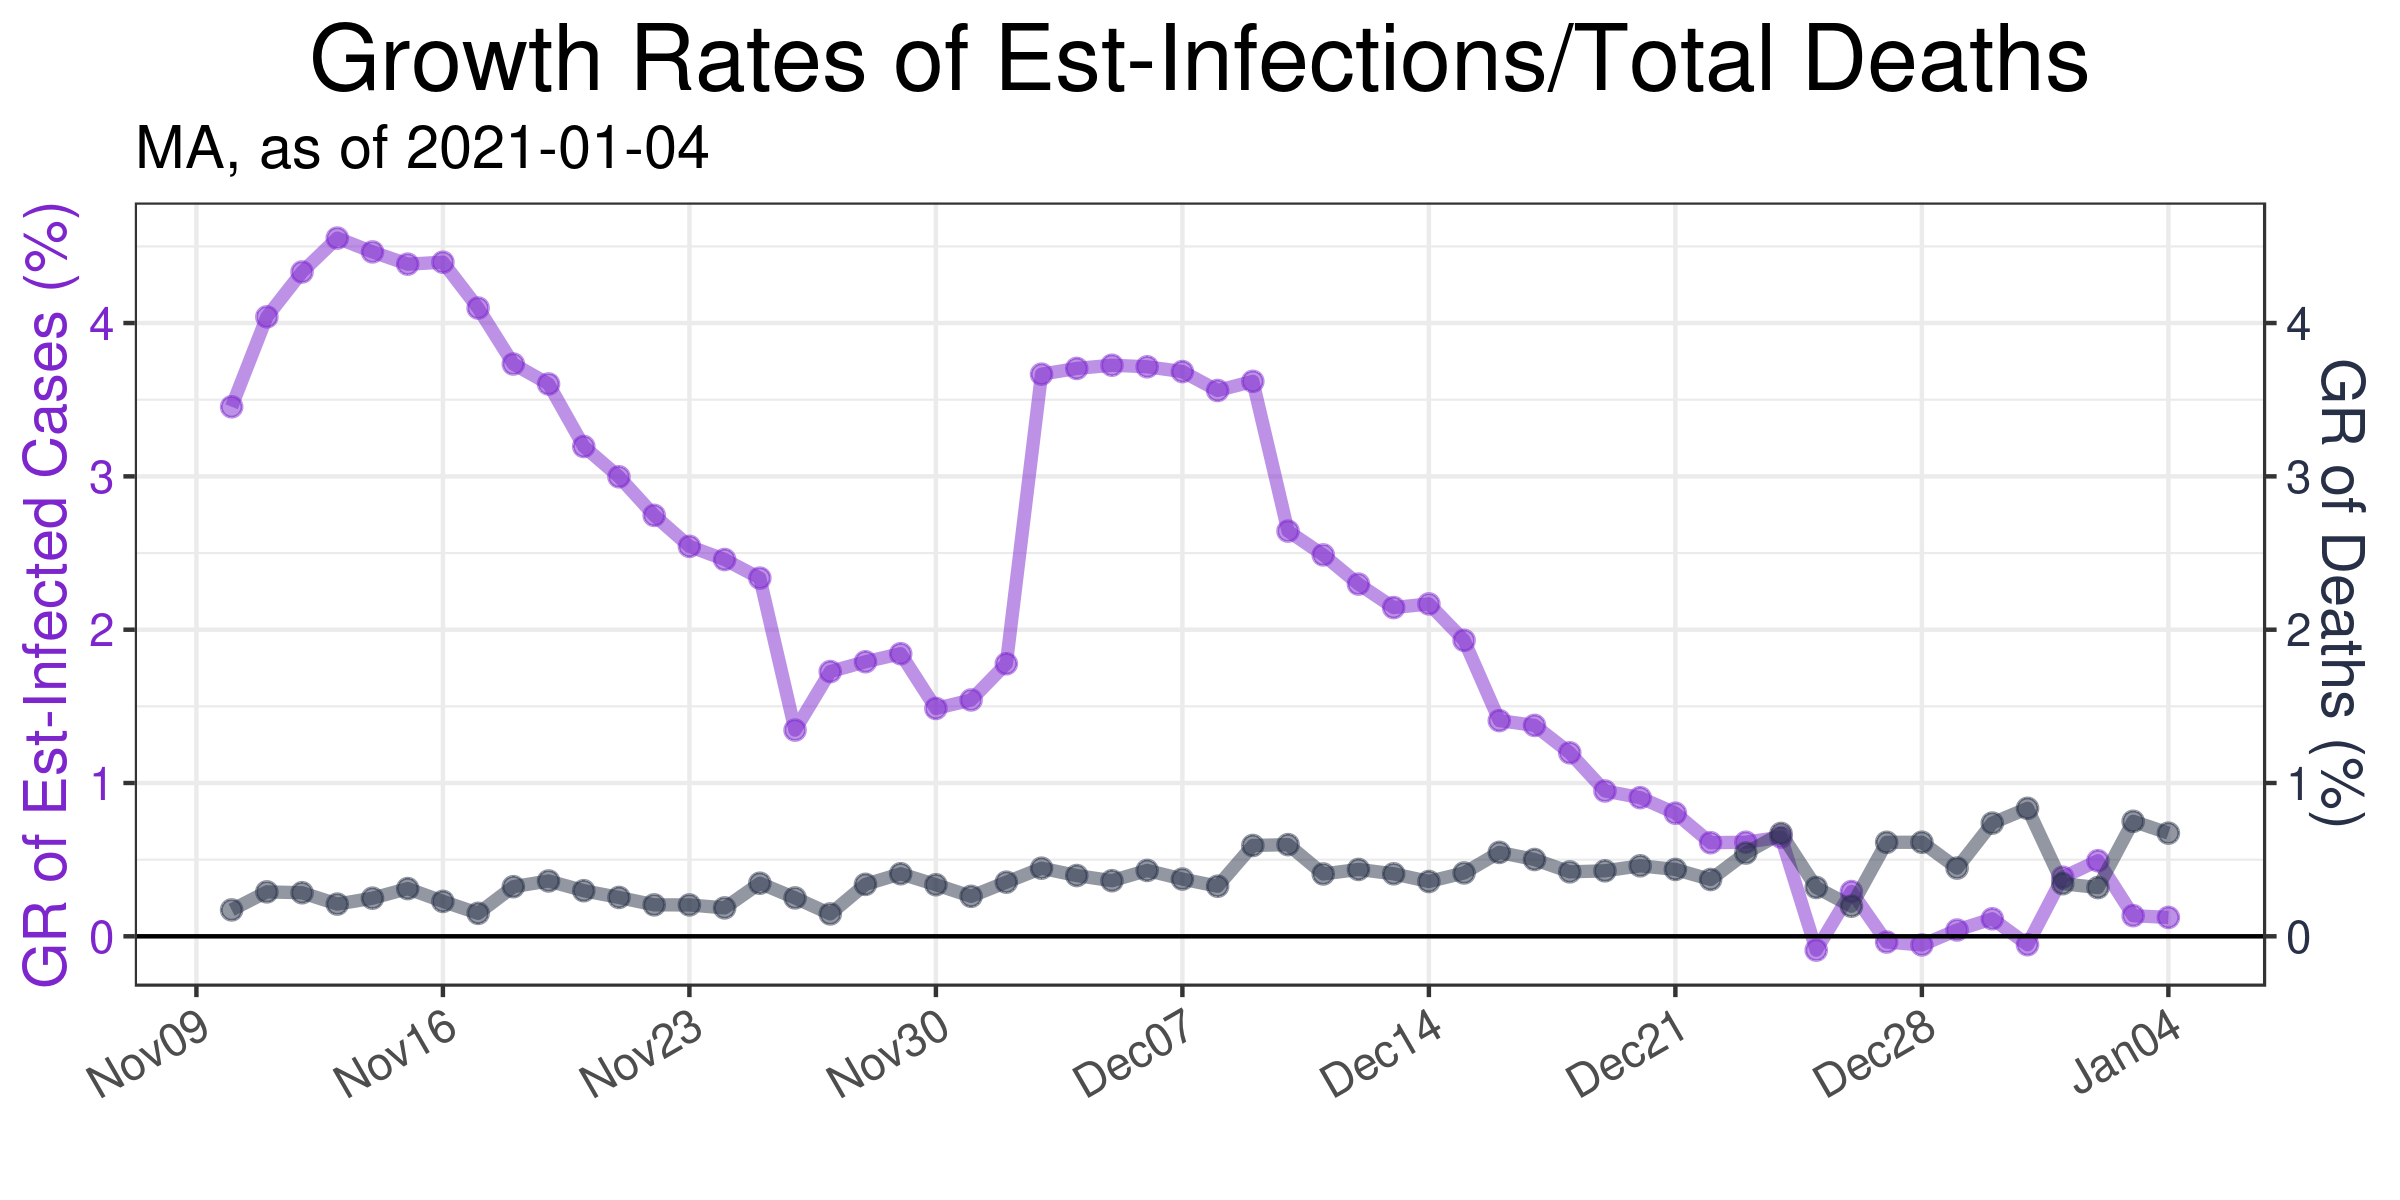 Growth Rates of Est-Infections/Total Deaths
MA, as of 2021-01-04
GR of Est-Infected Cases (%)
4
3
2
1
0
4
3
2
1
0
GR of Deaths (%)
Nov09
Nov16
Nov23
Nov30
Dec07
Dec14
Dec21
Dec28
Jan04